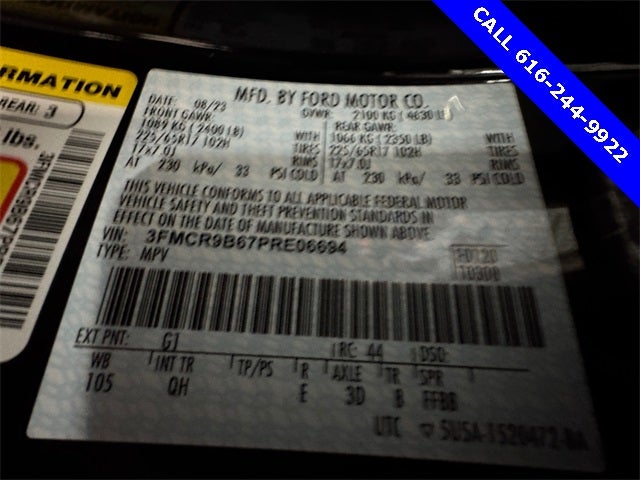 CALL 616-244-9922
RMATION
REAR: 3
lbs.
MFD. BY FORD MOTOR CO.
DATE: 08/23 GVWR: 2100 KG ( 4630 LB)
FRONT GAWR: REAR GAWR:
1089 KG (2400 LB) WITH 1066 KG ( 2350 LB) WITH
225/65R17 102H TIRES 225/65R17 102H TIRES
17x7.0J RIMS 17x7.0J RIMS
AT 230 kPa/ 33 PSI COLD AT 230 kPa/ 33 PSI COLD
THIS VEHICLE CONFORMS TO ALL APPLICABLE FEDERAL MOTOR
VEHICLE SAFETY AND THEFT PREVENTION STANDARDS IN
EFFECT ON THE DATE OF MANUFACTURE SHOWN ABOVE.
VIN: 3FMCR9B67PRE06694
TYPE: MPV
EXT PNT: G1 RC: 44 DSO:
WB INT TR TP/PS R AXLE TR SPR
105 QH E 3D 8 FFBB
UTC